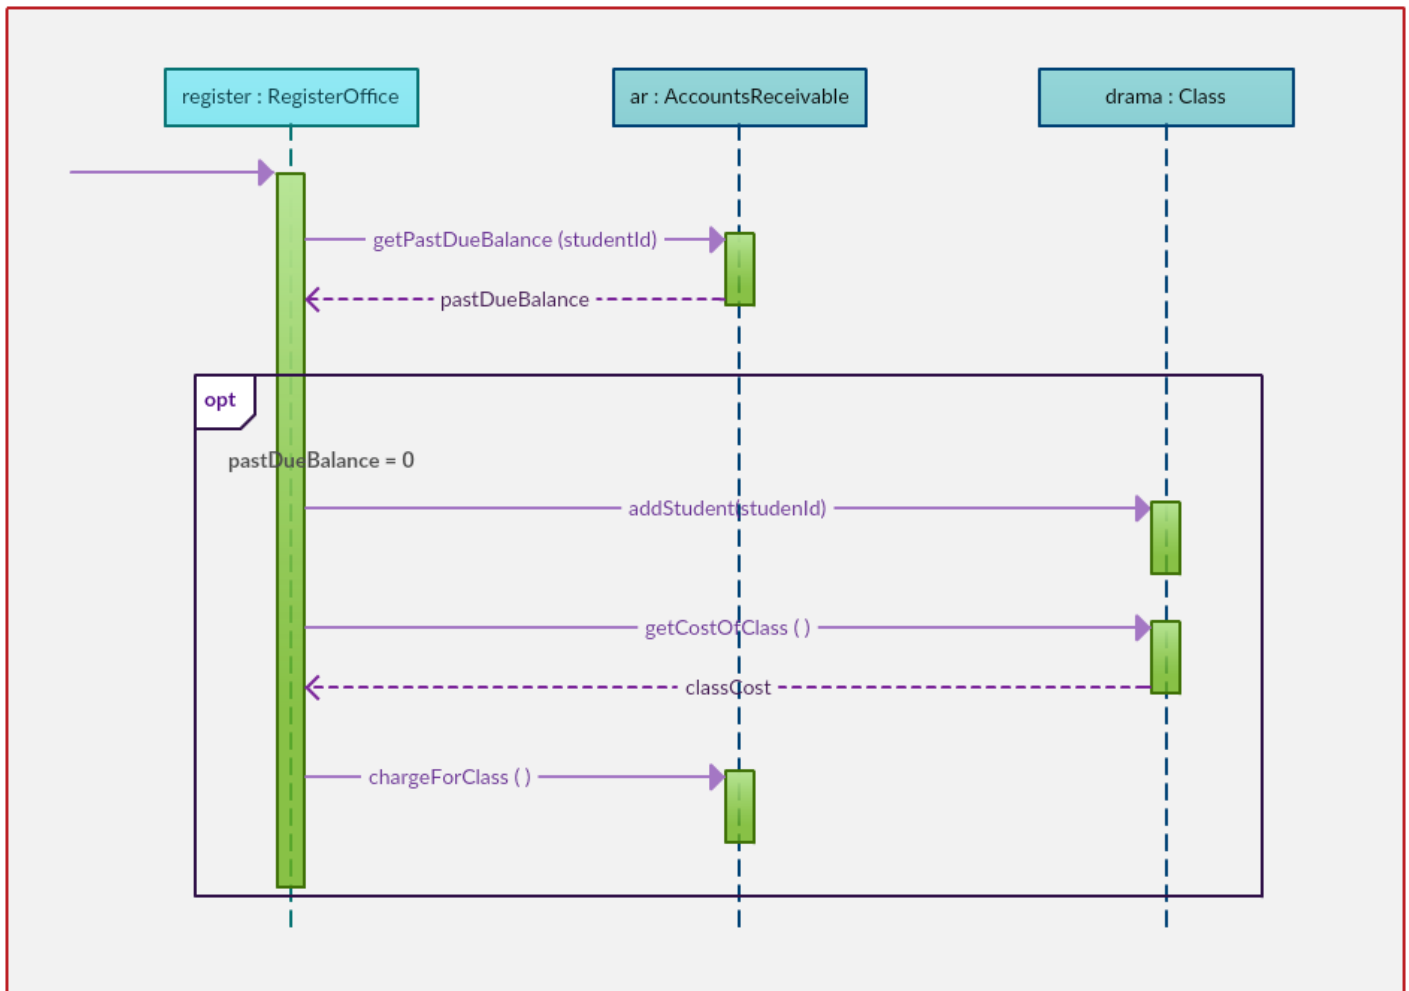 register : RegisterOffice
ar : AccountsReceivable
drama : Class
getPastDueBalance (studentId)
pastDueBalance
opt
pastDueBalance = 0
addStudent(studenId)
getCostOfClass ( )
classCost
chargeForClass ( )